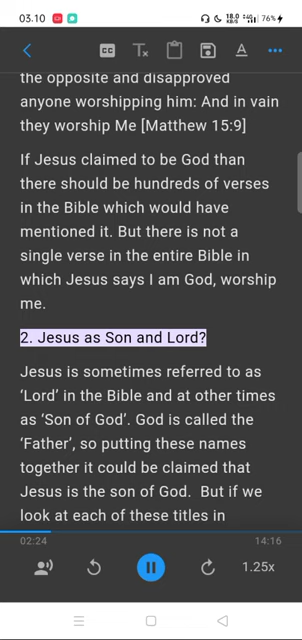 03.10
18.0
KB/S
76%
CC
the opposite and disapproved
anyone worshipping him: And in vain
they worship Me [Matthew 15:9]
If Jesus claimed to be God than
there should be hundreds of verses
in the Bible which would have
mentioned it. But there is not a
single verse in the entire Bible in
which Jesus says I am God, worship
me.
2. Jesus as Son and Lord?
Jesus is sometimes referred to as
‘Lord’ in the Bible and at other times
as ‘Son of God’. God is called the
‘Father’, so putting these names
together it could be claimed that
Jesus is the son of God.  But if we
look at each of these titles in
02:24
14:16
1.25x